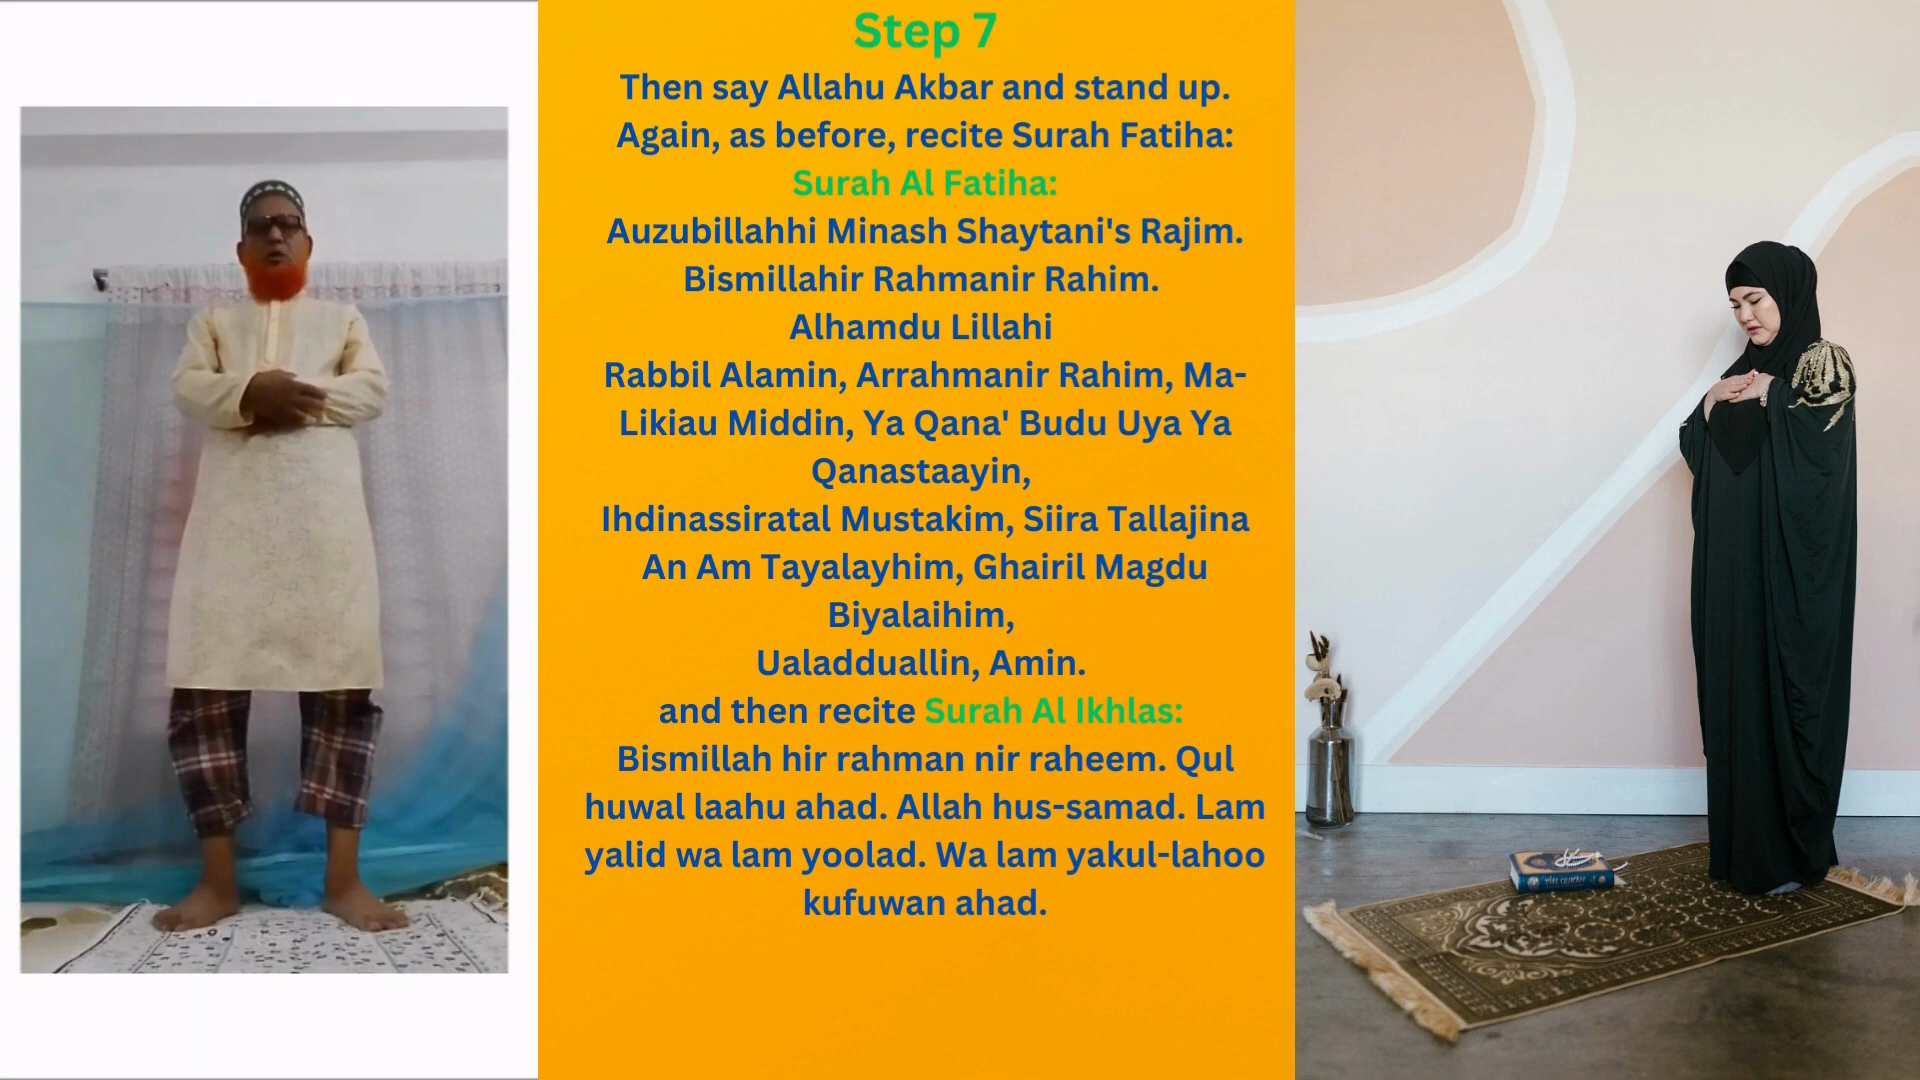 Step 7
Then say Allahu Akbar and stand up.
Again, as before, recite Surah Fatiha:
Surah Al Fatiha:
Auzubillahhi Minash Shaytani's Rajim.
Bismillahir Rahmanir Rahim.
Alhamdu Lillahi
Rabbil Alamin, Arrahmanir Rahim, Ma-
Likiau Middin, Ya Qana' Budu Uya Ya
Qanastaayin,
Ihdinassiratal Mustakim, Siira Tallajina
An Am Tayalayhim, Ghairil Magdu
Biyalaihim,
Ualadduallin, Amin.
and then recite Surah Al Ikhlas:
Bismillah hir rahman nir raheem. Qul
huwal laahu ahad. Allah hus-samad. Lam
yalid wa lam yoolad. Wa lam yakul-lahoo
kufuwan ahad.
THE QURAN